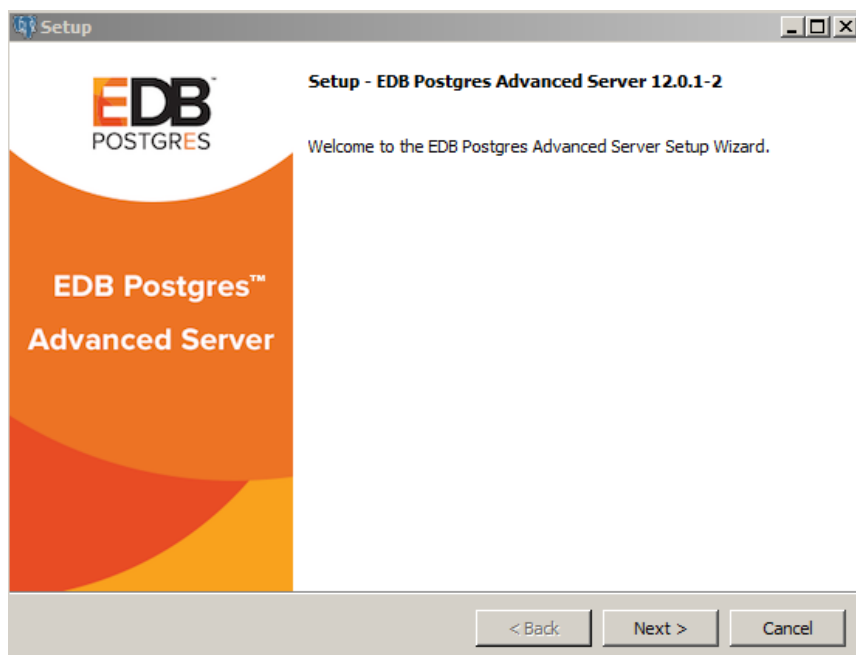 Setup
EDB
POSTGRES
Setup - EDB Postgres Advanced Server 12.0.1-2
Welcome to the EDB Postgres Advanced Server Setup Wizard.
EDB Postgres™
Advanced Server
< Back
Next >
Cancel